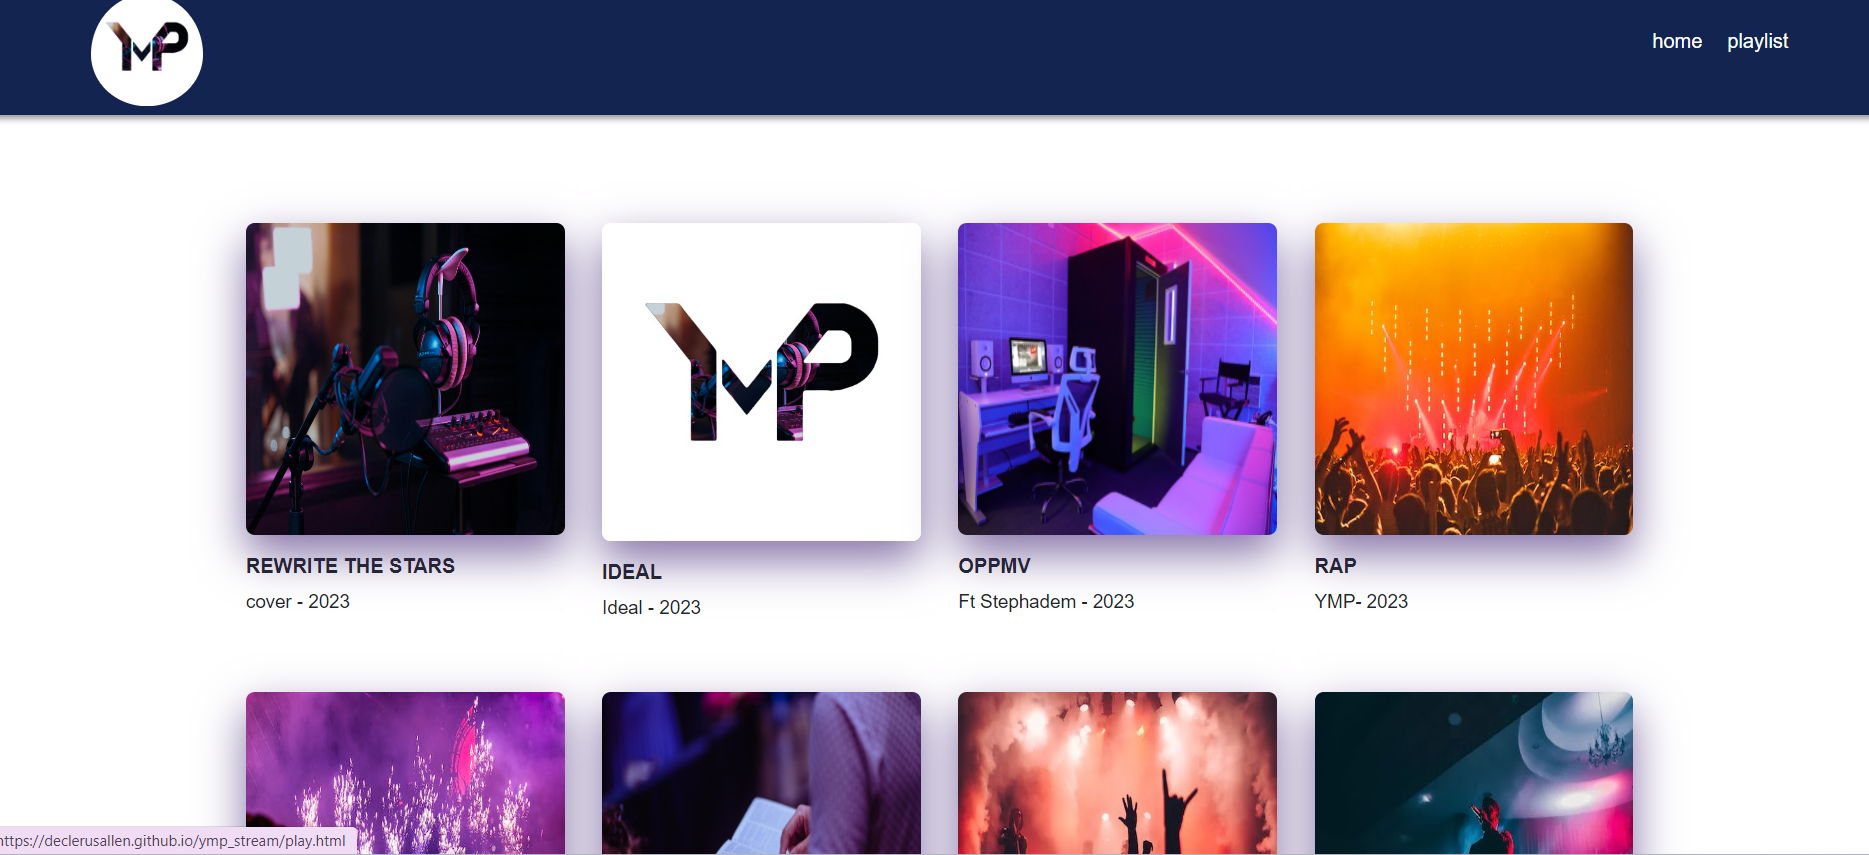 YMP
home playlist
YMP
REWRITE THE STARS
cover - 2023
IDEAL
Ideal - 2023
OPPMV
Ft Stephadem - 2023
RAP
YMP- 2023
https://declerusallen.github.io/ymp_stream/play.html